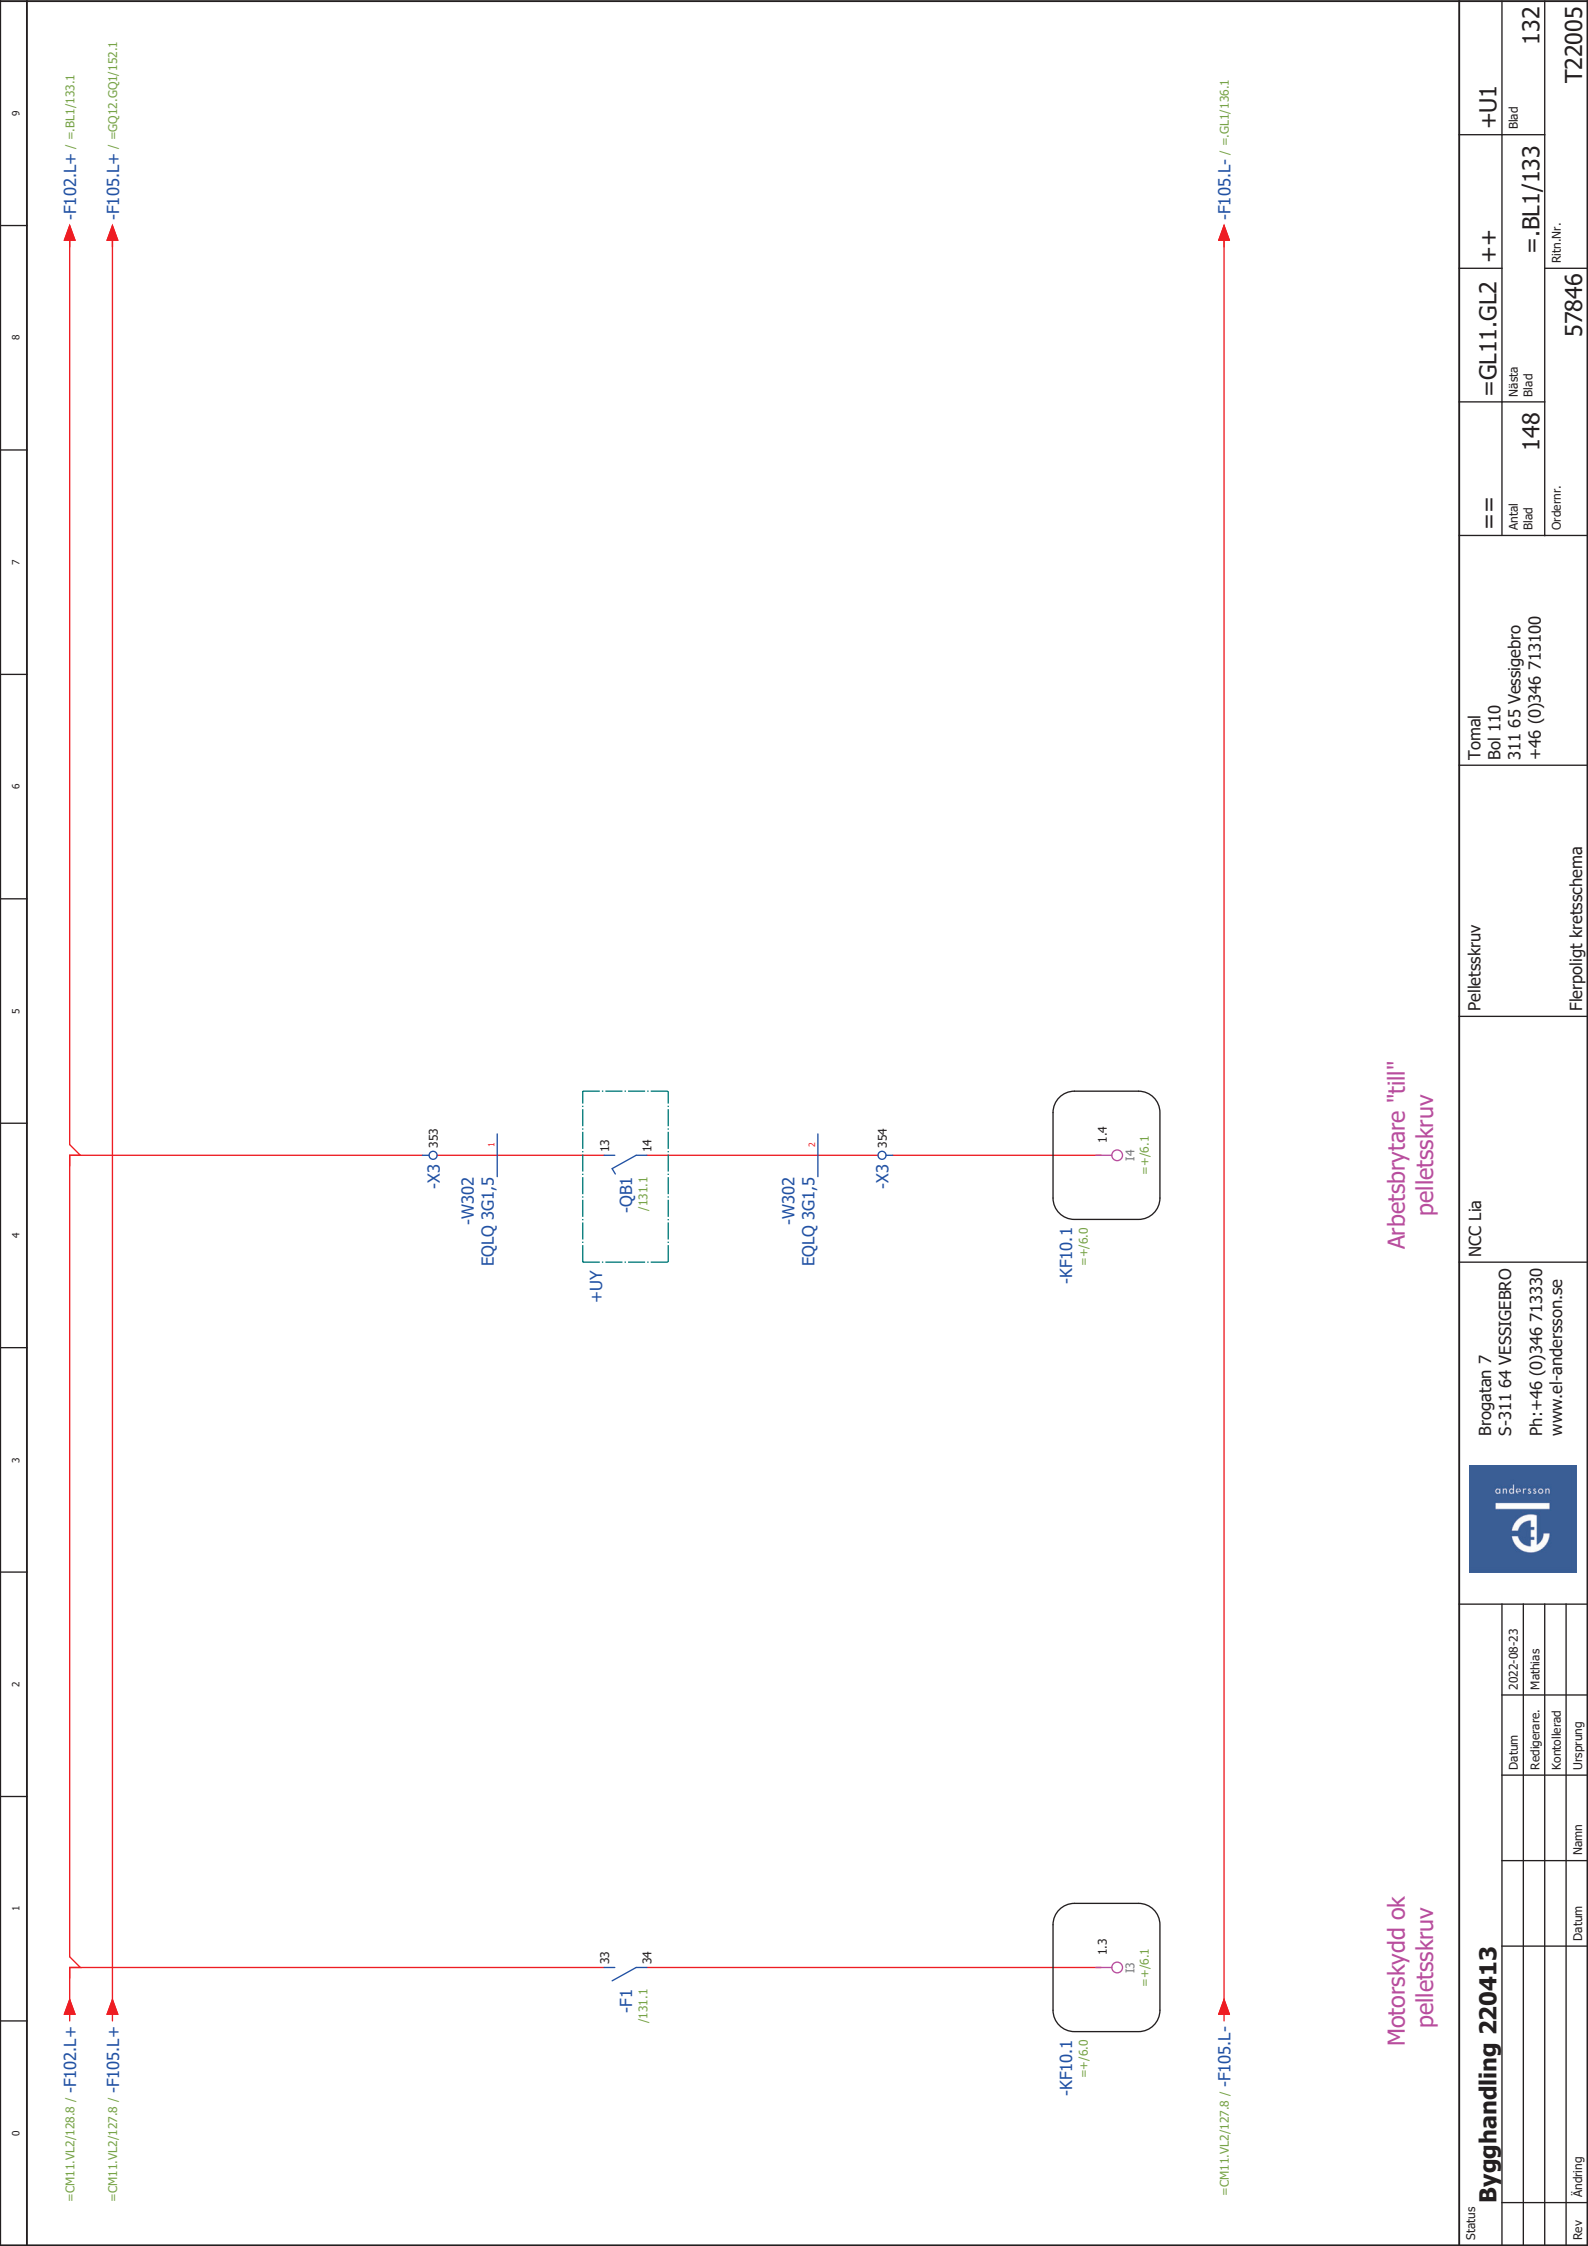 0 1 2 3 4 5 6 7 8 9
=CM11.VL2/128.8 / -F102.L+
-F102.L+ / =.BL1/133.1
=CM11.VL2/127.8 / -F105.L+
-F105.L+ / =GQ12.GQ1/152.1
-X3 353
-W302 1
EQLQ 3G1,5
+UY
-F1 33
/131.1 34
-QB1 13
/131.1 14
-W302 2
EQLQ 3G1,5
-X3 354
-KF10.1
=+/6.0
1.3
I3
=+/6.1
-KF10.1
=+/6.0
1.4
I4
=+/6.1
=CM11.VL2/127.8 / -F105.L-
-F105.L- / =.GL1/136.1
Motorskydd ok
pelletsskruv
Arbetsbrytare "till"
pelletsskruv
Status
Bygghandling 220413
Datum 2022-08-23
Redigerare. Mathias
Kontollerad
Rev Ändring Datum Namn Ursprung
el andersson
Brogatan 7
S-311 64 VESSIGEBRO
Ph:+46 (0)346 713330
www.el-andersson.se
NCC Lia
Pelletsskruv
Flerpoligt kretsschema
Tomal
Bol 110
311 65 Vessigebro
+46 (0)346 713100
== =GL11.GL2 ++ +U1
Antal
Blad 148
Nästa
Blad =.BL1/133
Blad 132
Ordernr. 57846
Ritn.Nr. T22005